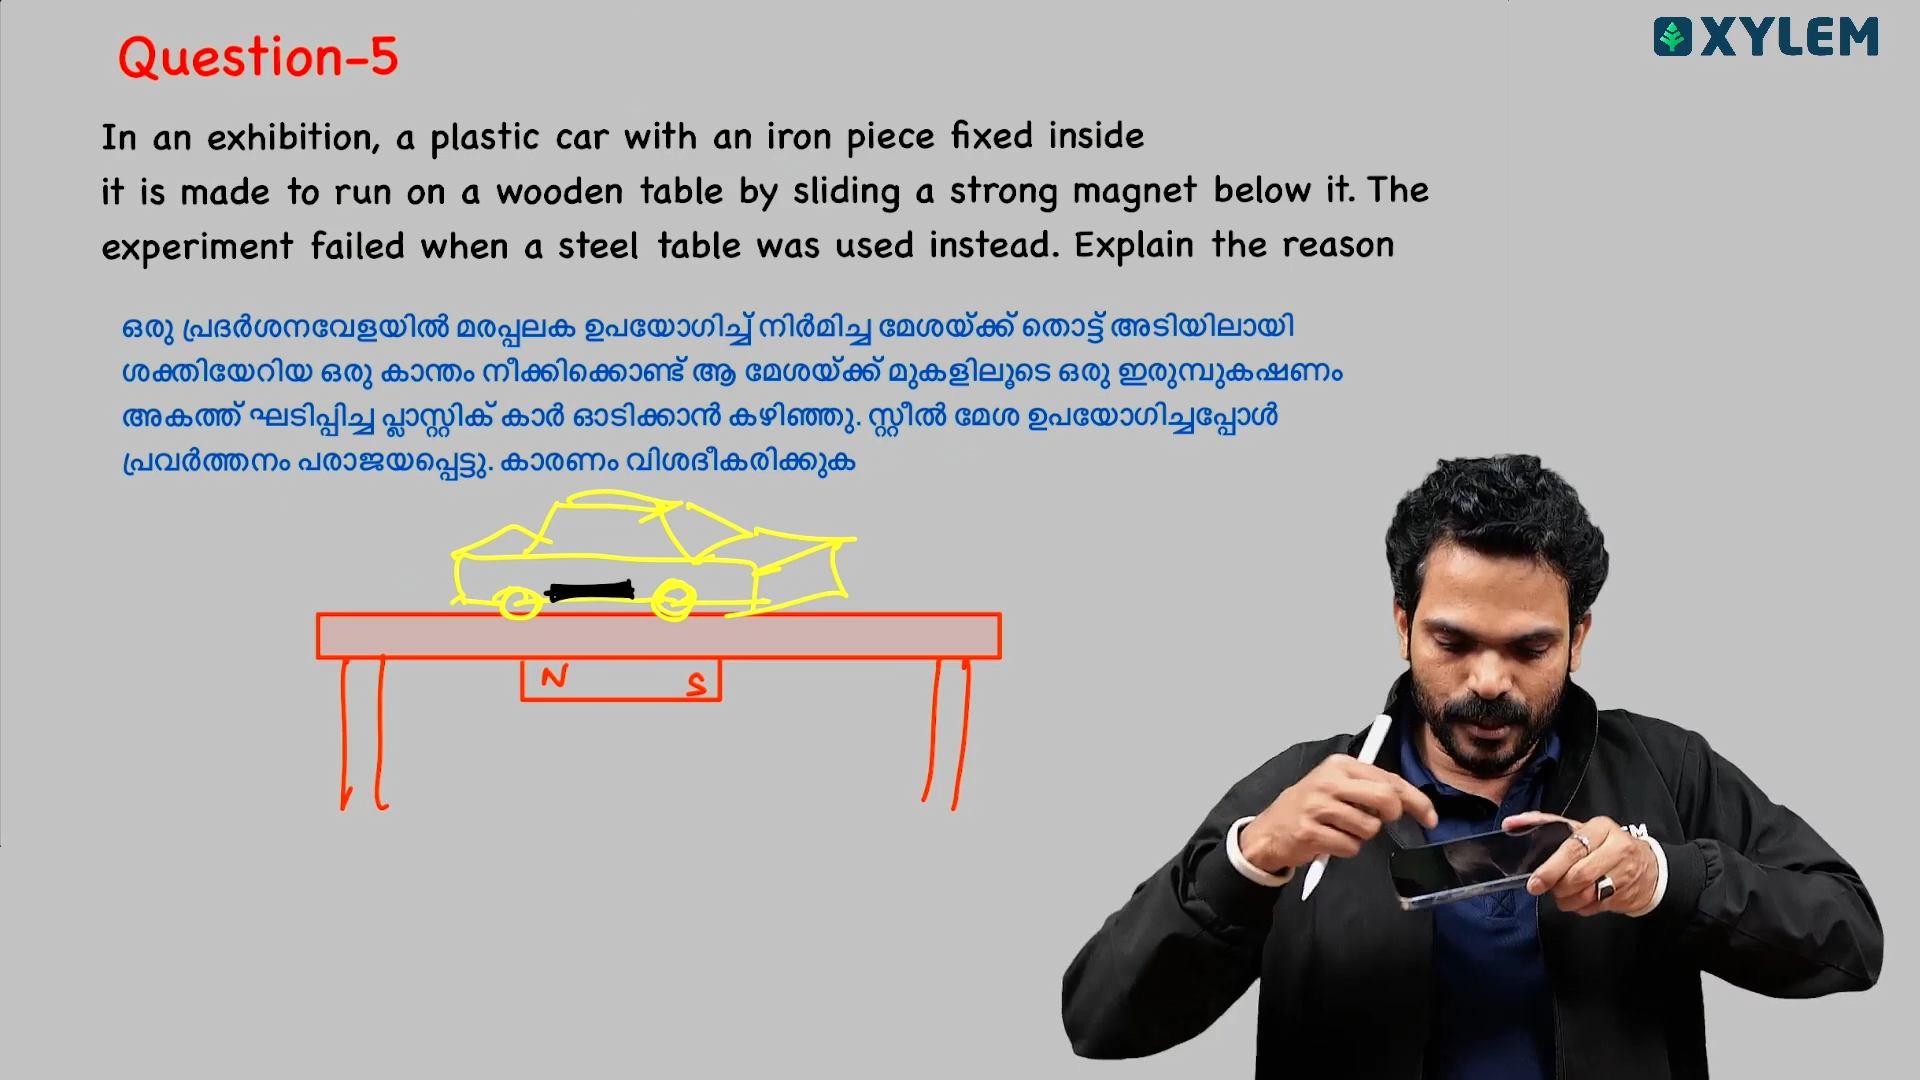 XYLEM
Question-5
In an exhibition, a plastic car with an iron piece fixed inside
it is made to run on a wooden table by sliding a strong magnet below it. The
experiment failed when a steel table was used instead. Explain the reason
ഒരു പ്രദർശനവേളയിൽ മരപ്പലക ഉപയോഗിച്ച് നിർമിച്ച മേശയ്ക്ക് തൊട്ട് അടിയിലായി
ശക്തിയേറിയ ഒരു കാന്തം നീക്കിക്കൊണ്ട് ആ മേശയ്ക്ക് മുകളിലൂടെ ഒരു ഇരുമ്പുകഷണം
അകത്ത് ഘടിപ്പിച്ച പ്ലാസ്റ്റിക് കാർ ഓടിക്കാൻ കഴിഞ്ഞു. സ്റ്റീൽ മേശ ഉപയോഗിച്ചപ്പോൾ
പ്രവർത്തനം പരാജയപ്പെട്ടു. കാരണം വിശദീകരിക്കുക
N S